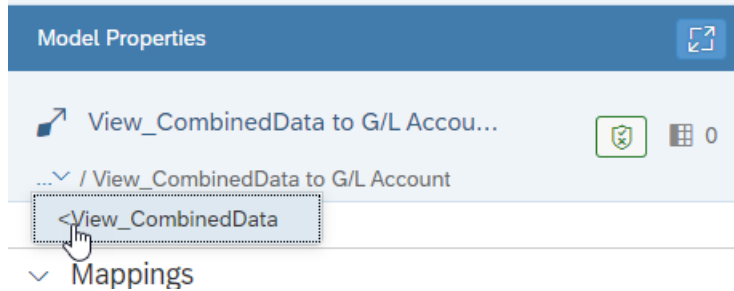 Model Properties
View_CombinedData to G/L Accou...
0
... / View_CombinedData to G/L Account
<View_CombinedData
Mappings